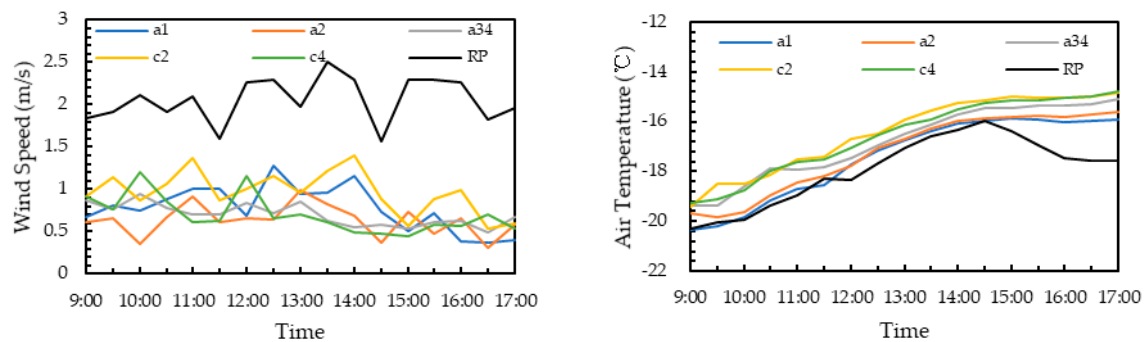 3
2.5
2
1.5
1
0.5
0
a1 a2 a34
c2 c4 RP
Wind Speed (m/s)
9:00 10:00 11:00 12:00 13:00 14:00 15:00 16:00 17:00
Time
-12
-14
-16
-18
-20
-22
a1 a2 a34
c2 c4 RP
Air Temperature (℃)
9:00 10:00 11:00 12:00 13:00 14:00 15:00 16:00 17:00
Time